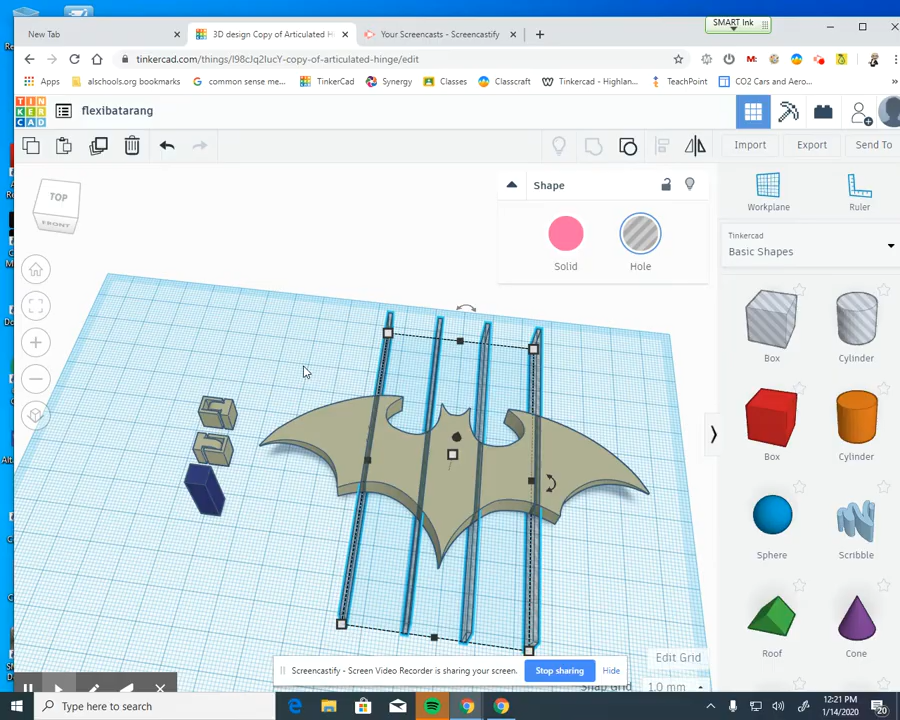 SMART Ink
New Tab
3D design Copy of Articulated H
Your Screencasts - Screencastify
tinkercad.com/things/l98cJq2IucY-copy-of-articulated-hinge/edit
Apps
alschools.org bookmarks
common sense me...
TinkerCad
Synergy
Classes
Classcraft
Tinkercad - Highlan...
TeachPoint
CO2 Cars and Aero...
TIN
KER
CAD
flexibatarang
Import
Export
Send To
TOP
FRONT
Shape
Solid
Hole
Workplane
Ruler
Tinkercad
Basic Shapes
Box
Cylinder
Box
Cylinder
Sphere
Scribble
Roof
Cone
Edit Grid
Snap Grid
1.0 mm
Screencastify - Screen Video Recorder is sharing your screen.
Stop sharing
Hide
Type here to search
12:21 PM
1/14/2020
20